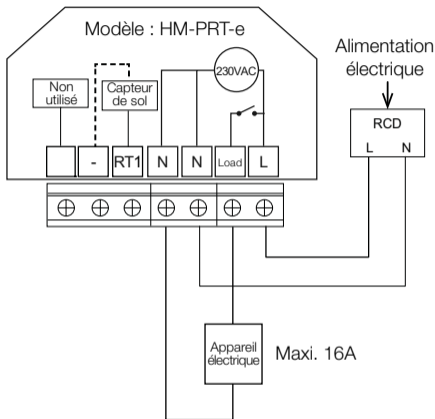 Modèle : HM-PRT-e
Alimentation
électrique
230VAC
Non
utilisé
Capteur
de sol
RCD
L N
- RT1 N N Load L
Appareil
électrique
Maxi. 16A